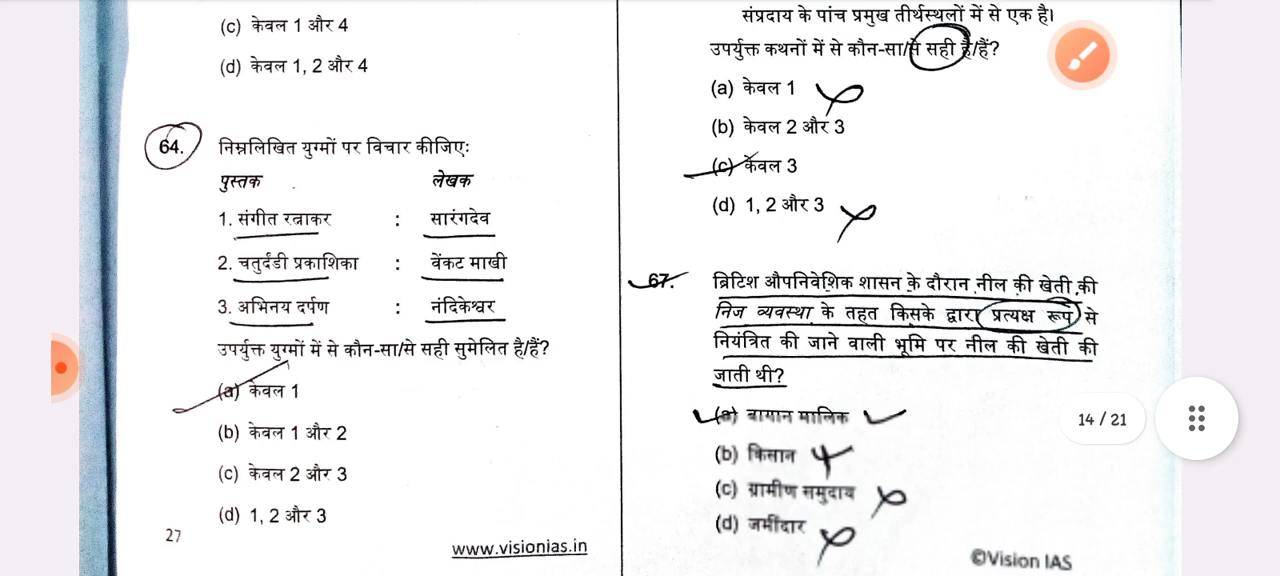 (c) केवल 1 और 4
(d) केवल 1, 2 और 4
64. निम्नलिखित युग्मों पर विचार कीजिए:
पुस्तक लेखक
1. संगीत रत्नाकर : सारंगदेव
2. चतुर्दंडी प्रकाशिका : वेंकट माखी
3. अभिनय दर्पण : नंदिकेश्वर
उपर्युक्त युग्मों में से कौन-सा/से सही सुमेलित है/हैं?
(a) केवल 1
(b) केवल 1 और 2
(c) केवल 2 और 3
(d) 1, 2 और 3
27
www.visionias.in
संप्रदाय के पांच प्रमुख तीर्थस्थलों में से एक है।
उपर्युक्त कथनों में से कौन-सा/से सही है/हैं?
(a) केवल 1
(b) केवल 2 और 3
(c) केवल 3
(d) 1, 2 और 3
67. ब्रिटिश औपनिवेशिक शासन के दौरान नील की खेती की
निज व्यवस्था के तहत किसके द्वारा प्रत्यक्ष रूप से
नियंत्रित की जाने वाली भूमि पर नील की खेती की
जाती थी?
(a) बागान मालिक
(b) किसान
(c) ग्रामीण समुदाय
(d) जमींदार
©Vision IAS
14 / 21